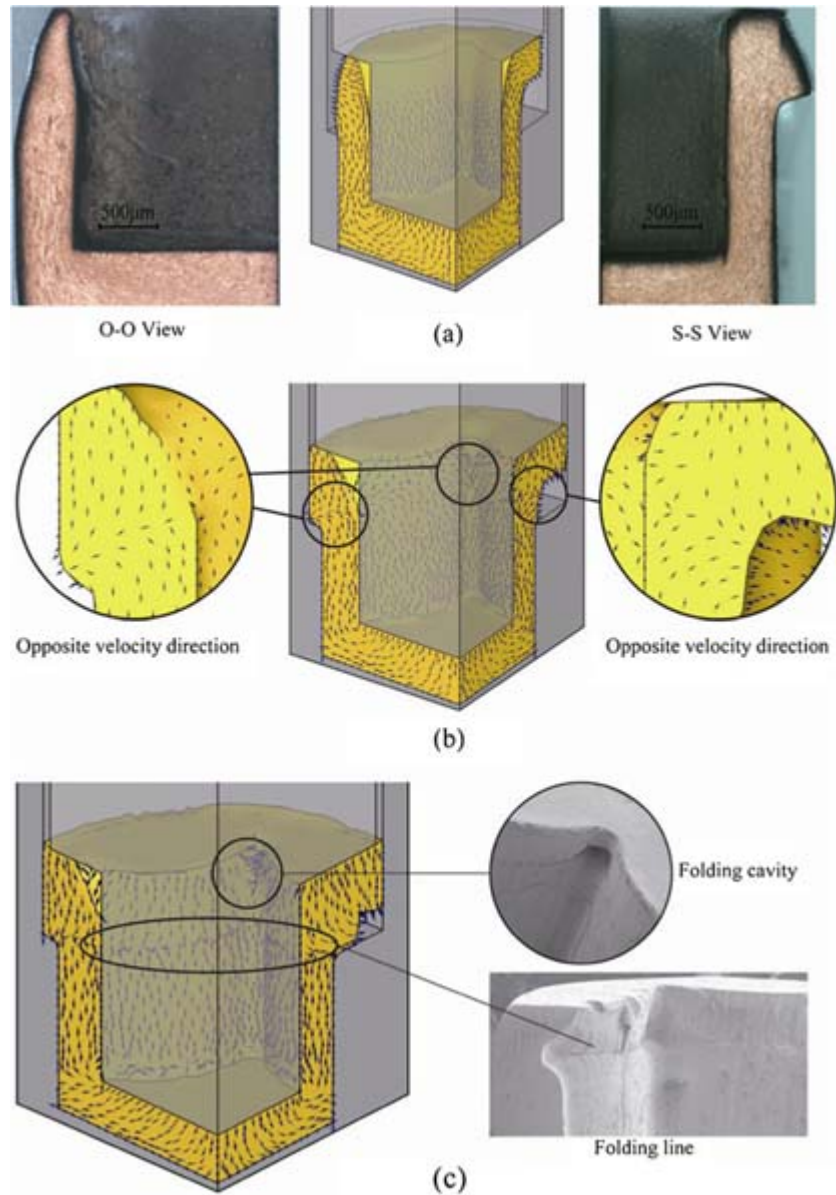 500μm
500μm
O-O View
(a)
S-S View
Opposite velocity direction
Opposite velocity direction
(b)
Folding cavity
Folding line
(c)